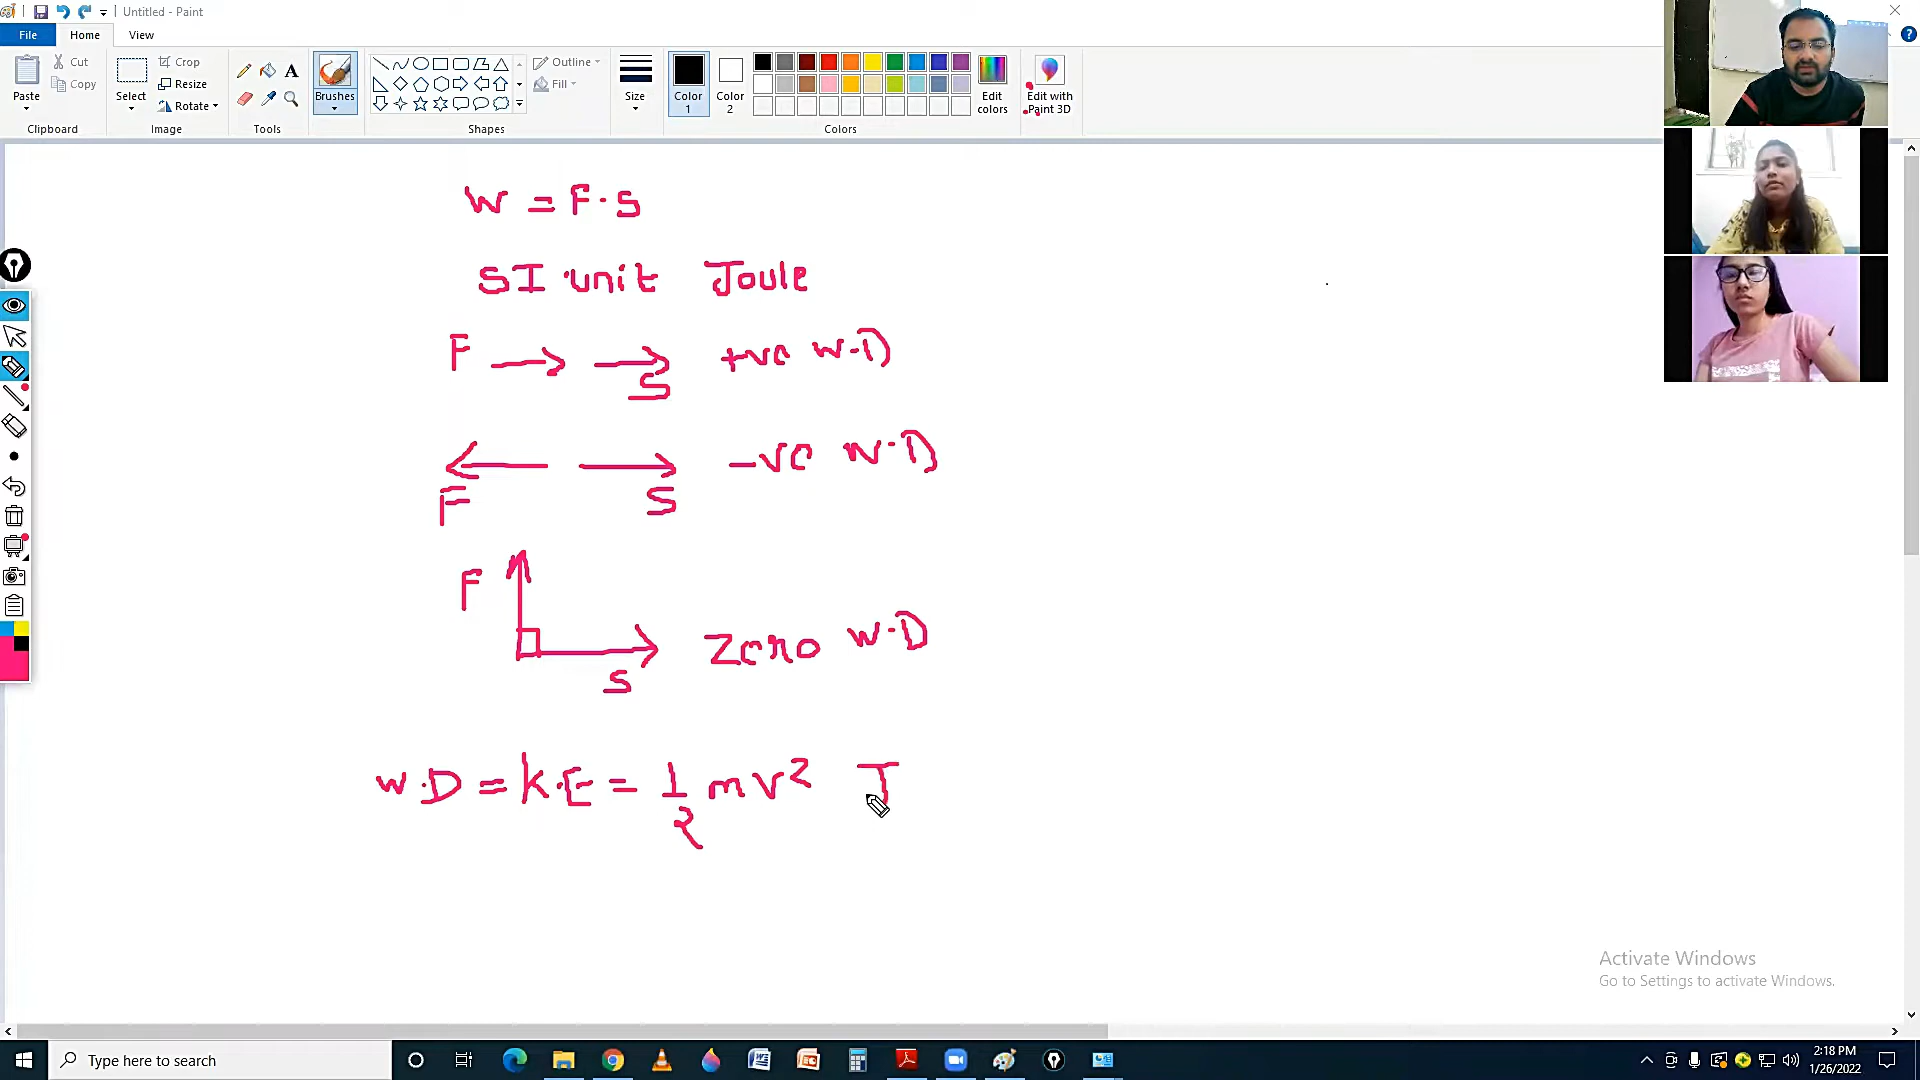 Untitled - Paint
File
Home
View
Paste
Cut
Copy
Clipboard
Select
Crop
Resize
Rotate
Image
A
Tools
Brushes
Shapes
Outline
Fill
Size
Color 1
Color 2
Colors
Edit colors
Edit with Paint 3D
W = F·S
SI unit Joule
F S +ve W·D
F S -ve W·D
F S Zero W·D
W·D = K·E = 1/2 mv² J
Activate Windows
Go to Settings to activate Windows.
Type here to search
2:18 PM
1/26/2022